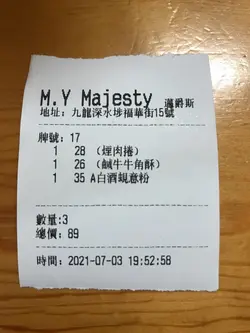 M.Y Majesty 邁爵斯
地址: 九龍深水埗福華街15號
牌號: 17
1 28 (煙肉捲)
1 26 (鹹牛牛角酥)
1 35 A白酒蜆意粉
數量:3
總價: 89
時間: 2021-07-03 19:52:58